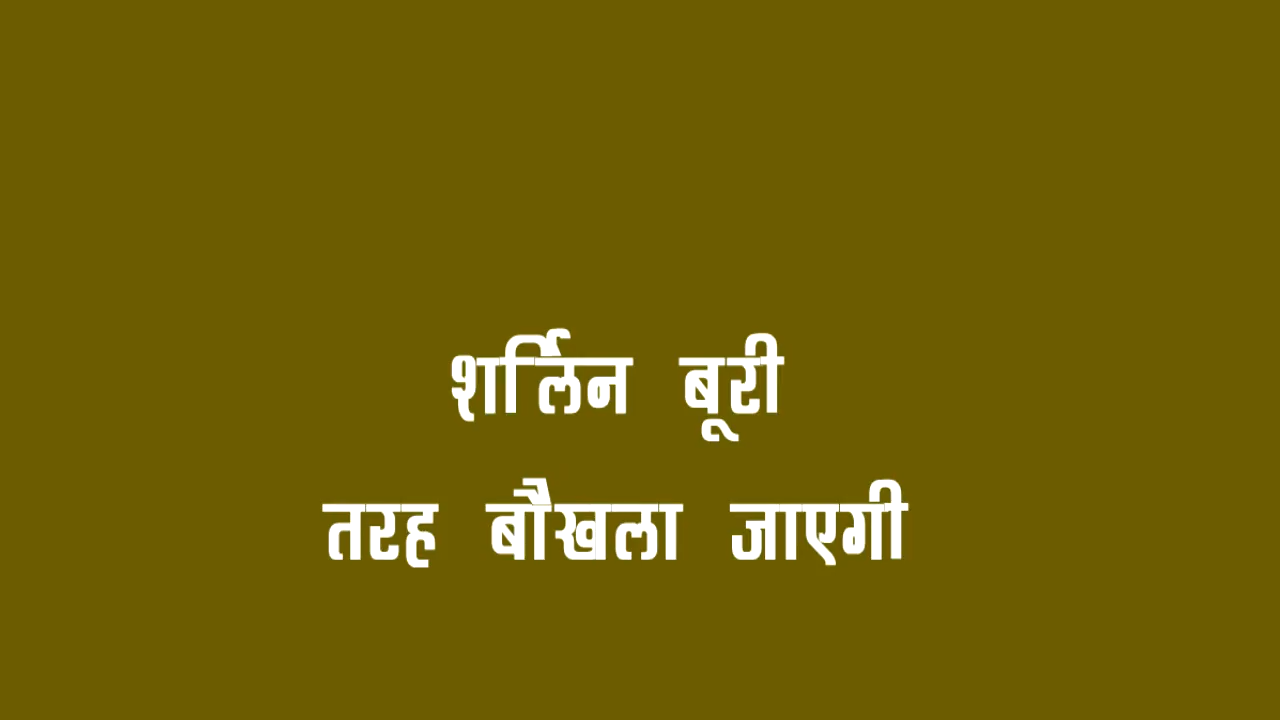 शर्लिन बूरी
तरह बौखला जाएगी